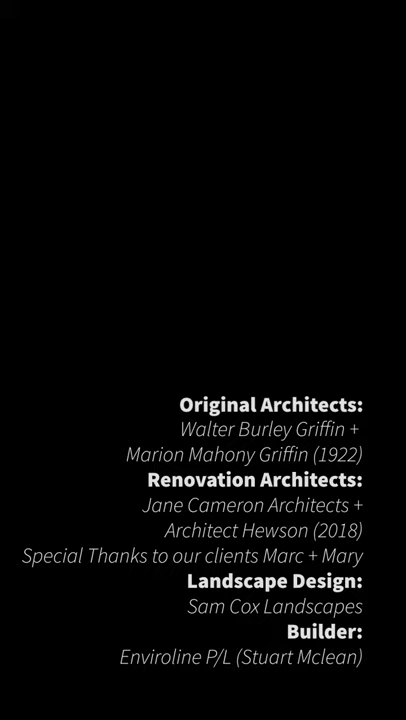 Original Architects:
Walter Burley Griffin +
Marion Mahony Griffin (1922)
Renovation Architects:
Jane Cameron Architects +
Architect Hewson (2018)
Special Thanks to our clients Marc + Mary
Landscape Design:
Sam Cox Landscapes
Builder:
Enviroline P/L (Stuart Mclean)